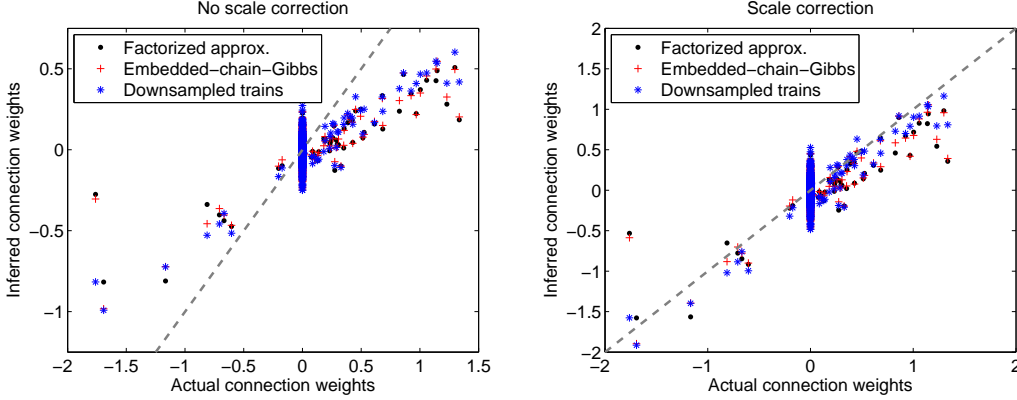 No scale correction
Factorized approx.
Embedded−chain−Gibbs
Downsampled trains
0.5
0
−0.5
−1
−2 −1.5 −1 −0.5 0 0.5 1 1.5
Actual connection weights
Inferred connection weights
Scale correction
Factorized approx.
Embedded−chain−Gibbs
Downsampled trains
2
1.5
1
0.5
0
−0.5
−1
−1.5
−2
−2 −1 0 1 2
Actual connection weights
Inferred connection weights